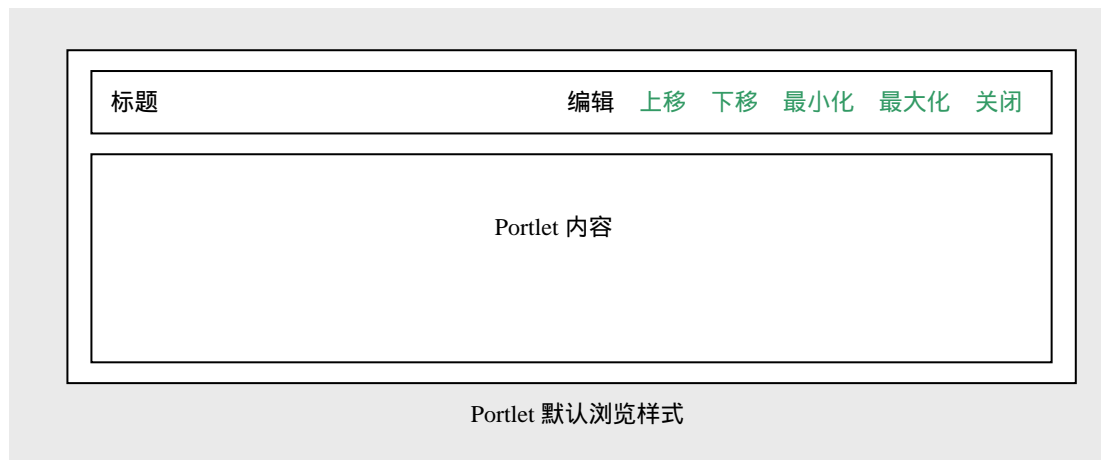 标题 编辑 上移 下移 最小化 最大化 关闭
Portlet 内容
Portlet 默认浏览样式